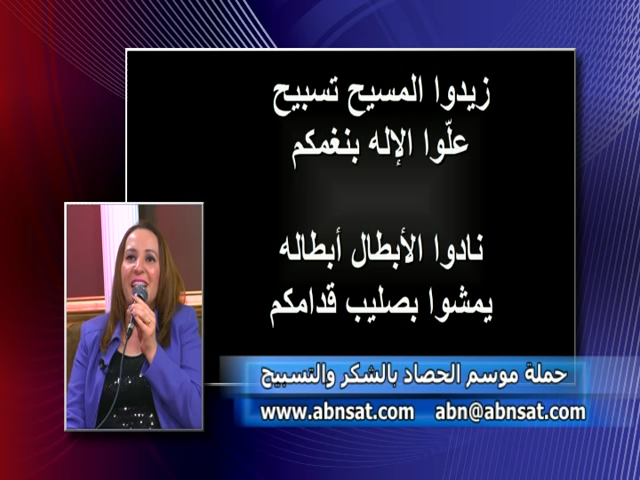 زيدوا المسيح تسبيح
علّوا الإله بنغمكم
نادوا الأبطال أبطاله
يمشوا بصليب قدامكم
حملة موسم الحصاد بالشكر والتسبيح
www.abnsat.com abn@abnsat.com